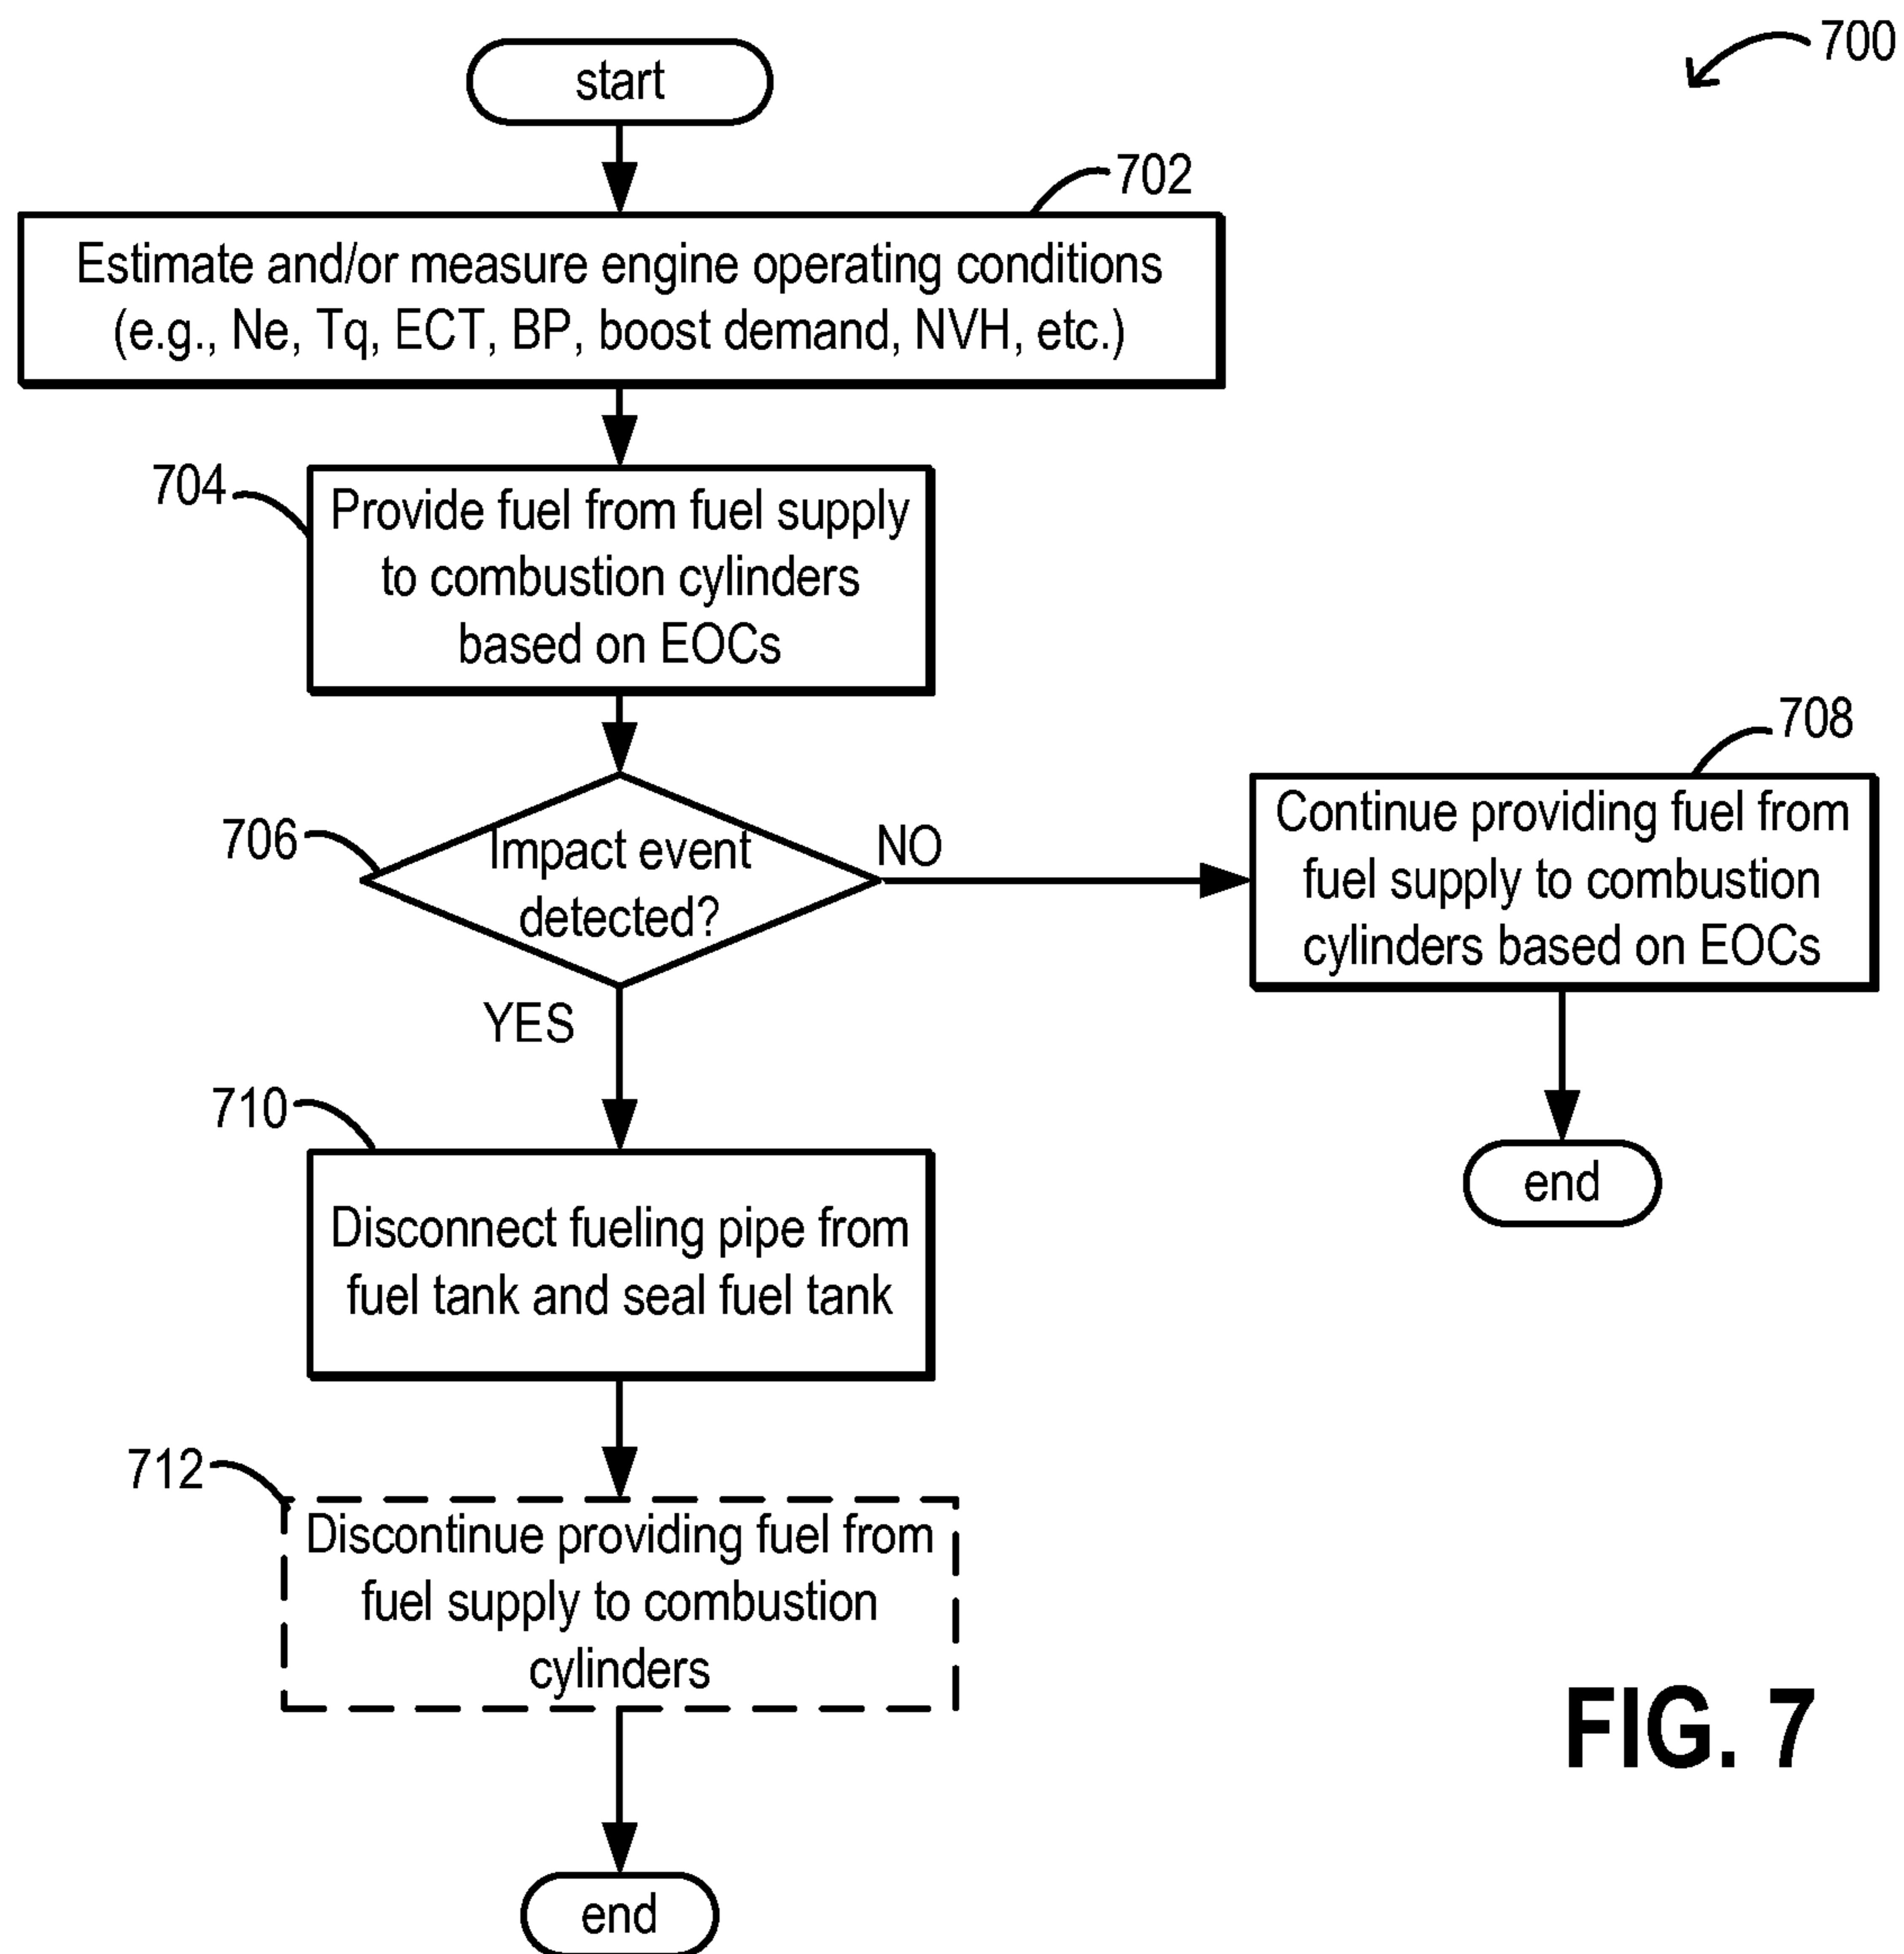 700
start
702
Estimate and/or measure engine operating conditions
(e.g., Ne, Tq, ECT, BP, boost demand, NVH, etc.)
704
Provide fuel from fuel supply
to combustion cylinders
based on EOCs
706
Impact event
detected?
NO
708
Continue providing fuel from
fuel supply to combustion
cylinders based on EOCs
end
YES
710
Disconnect fueling pipe from
fuel tank and seal fuel tank
712
Discontinue providing fuel from
fuel supply to combustion
cylinders
end
FIG. 7